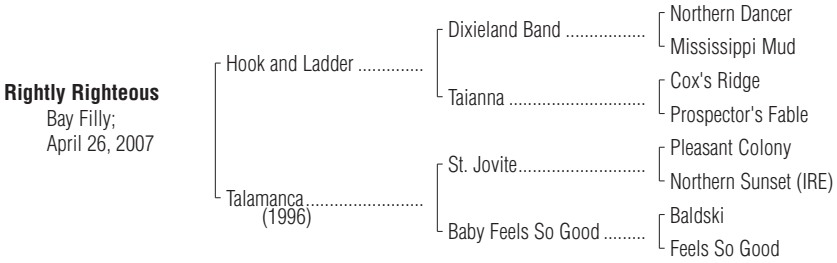 Rightly Righteous
Bay Filly;
April 26, 2007
Hook and Ladder ..............
Talamanca.........................
(1996)
Dixieland Band .................
Taianna .............................
St. Jovite...........................
Baby Feels So Good .........
Northern Dancer
Mississippi Mud
Cox's Ridge
Prospector's Fable
Pleasant Colony
Northern Sunset (IRE)
Baldski
Feels So Good